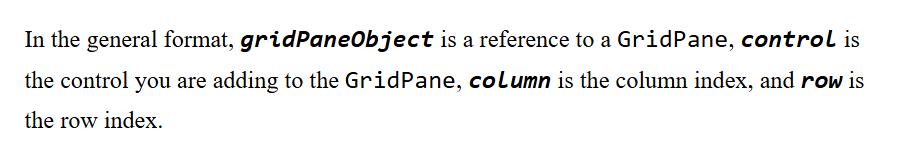 In the general format, gridPaneObject is a reference to a GridPane, control is
the control you are adding to the GridPane, column is the column index, and row is
the row index.